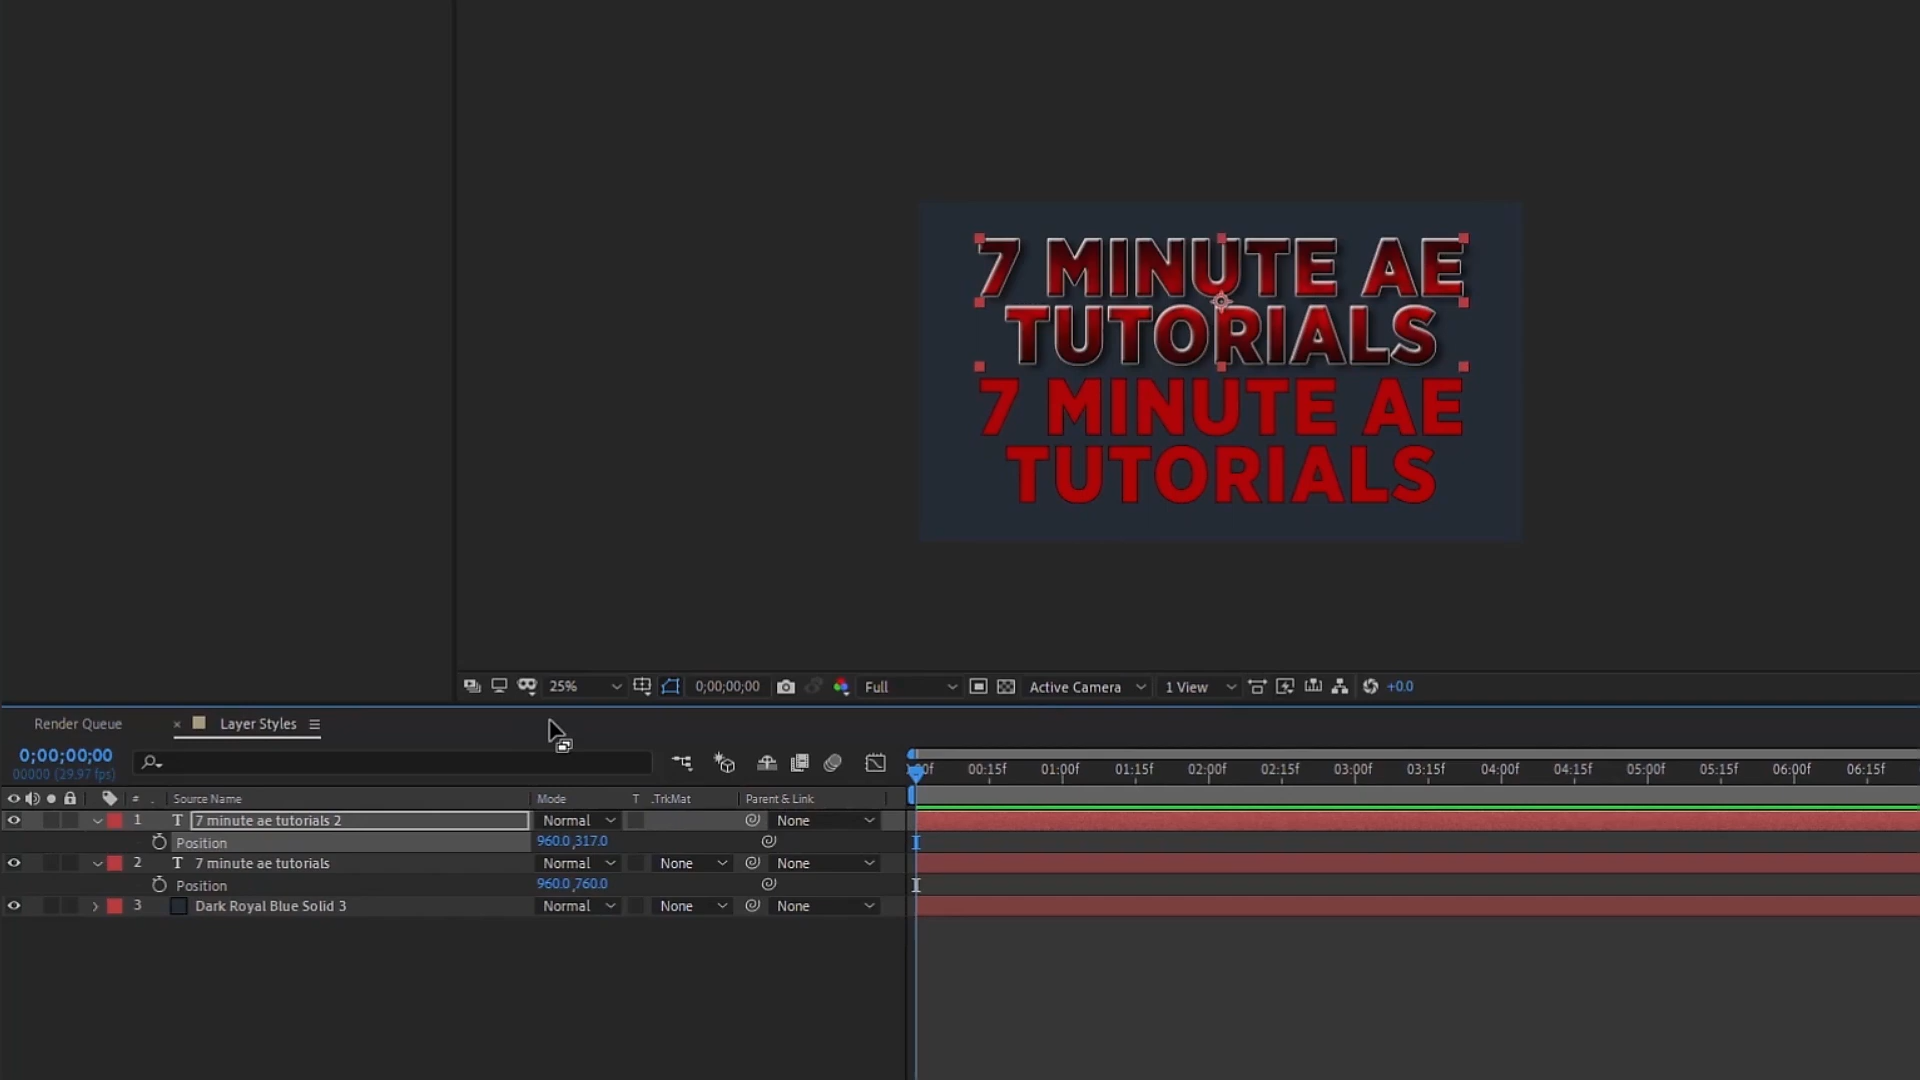 7 MINUTE AE
TUTORIALS
7 MINUTE AE
TUTORIALS
25%
0;00;00;00
Full
Active Camera
1 View
+0.0
Render Queue
× Layer Styles
0;00;00;00
00000 (29.97 fps)
# . Source Name Mode T .TrkMat Parent & Link
00:15f 01:00f 01:15f 02:00f 02:15f 03:00f 03:15f 04:00f 04:15f 05:00f 05:15f 06:00f 06:15f
1 T 7 minute ae tutorials 2 Normal None
Position 960.0,317.0
2 T 7 minute ae tutorials Normal None None
Position 960.0,760.0
3 Dark Royal Blue Solid 3 Normal None None